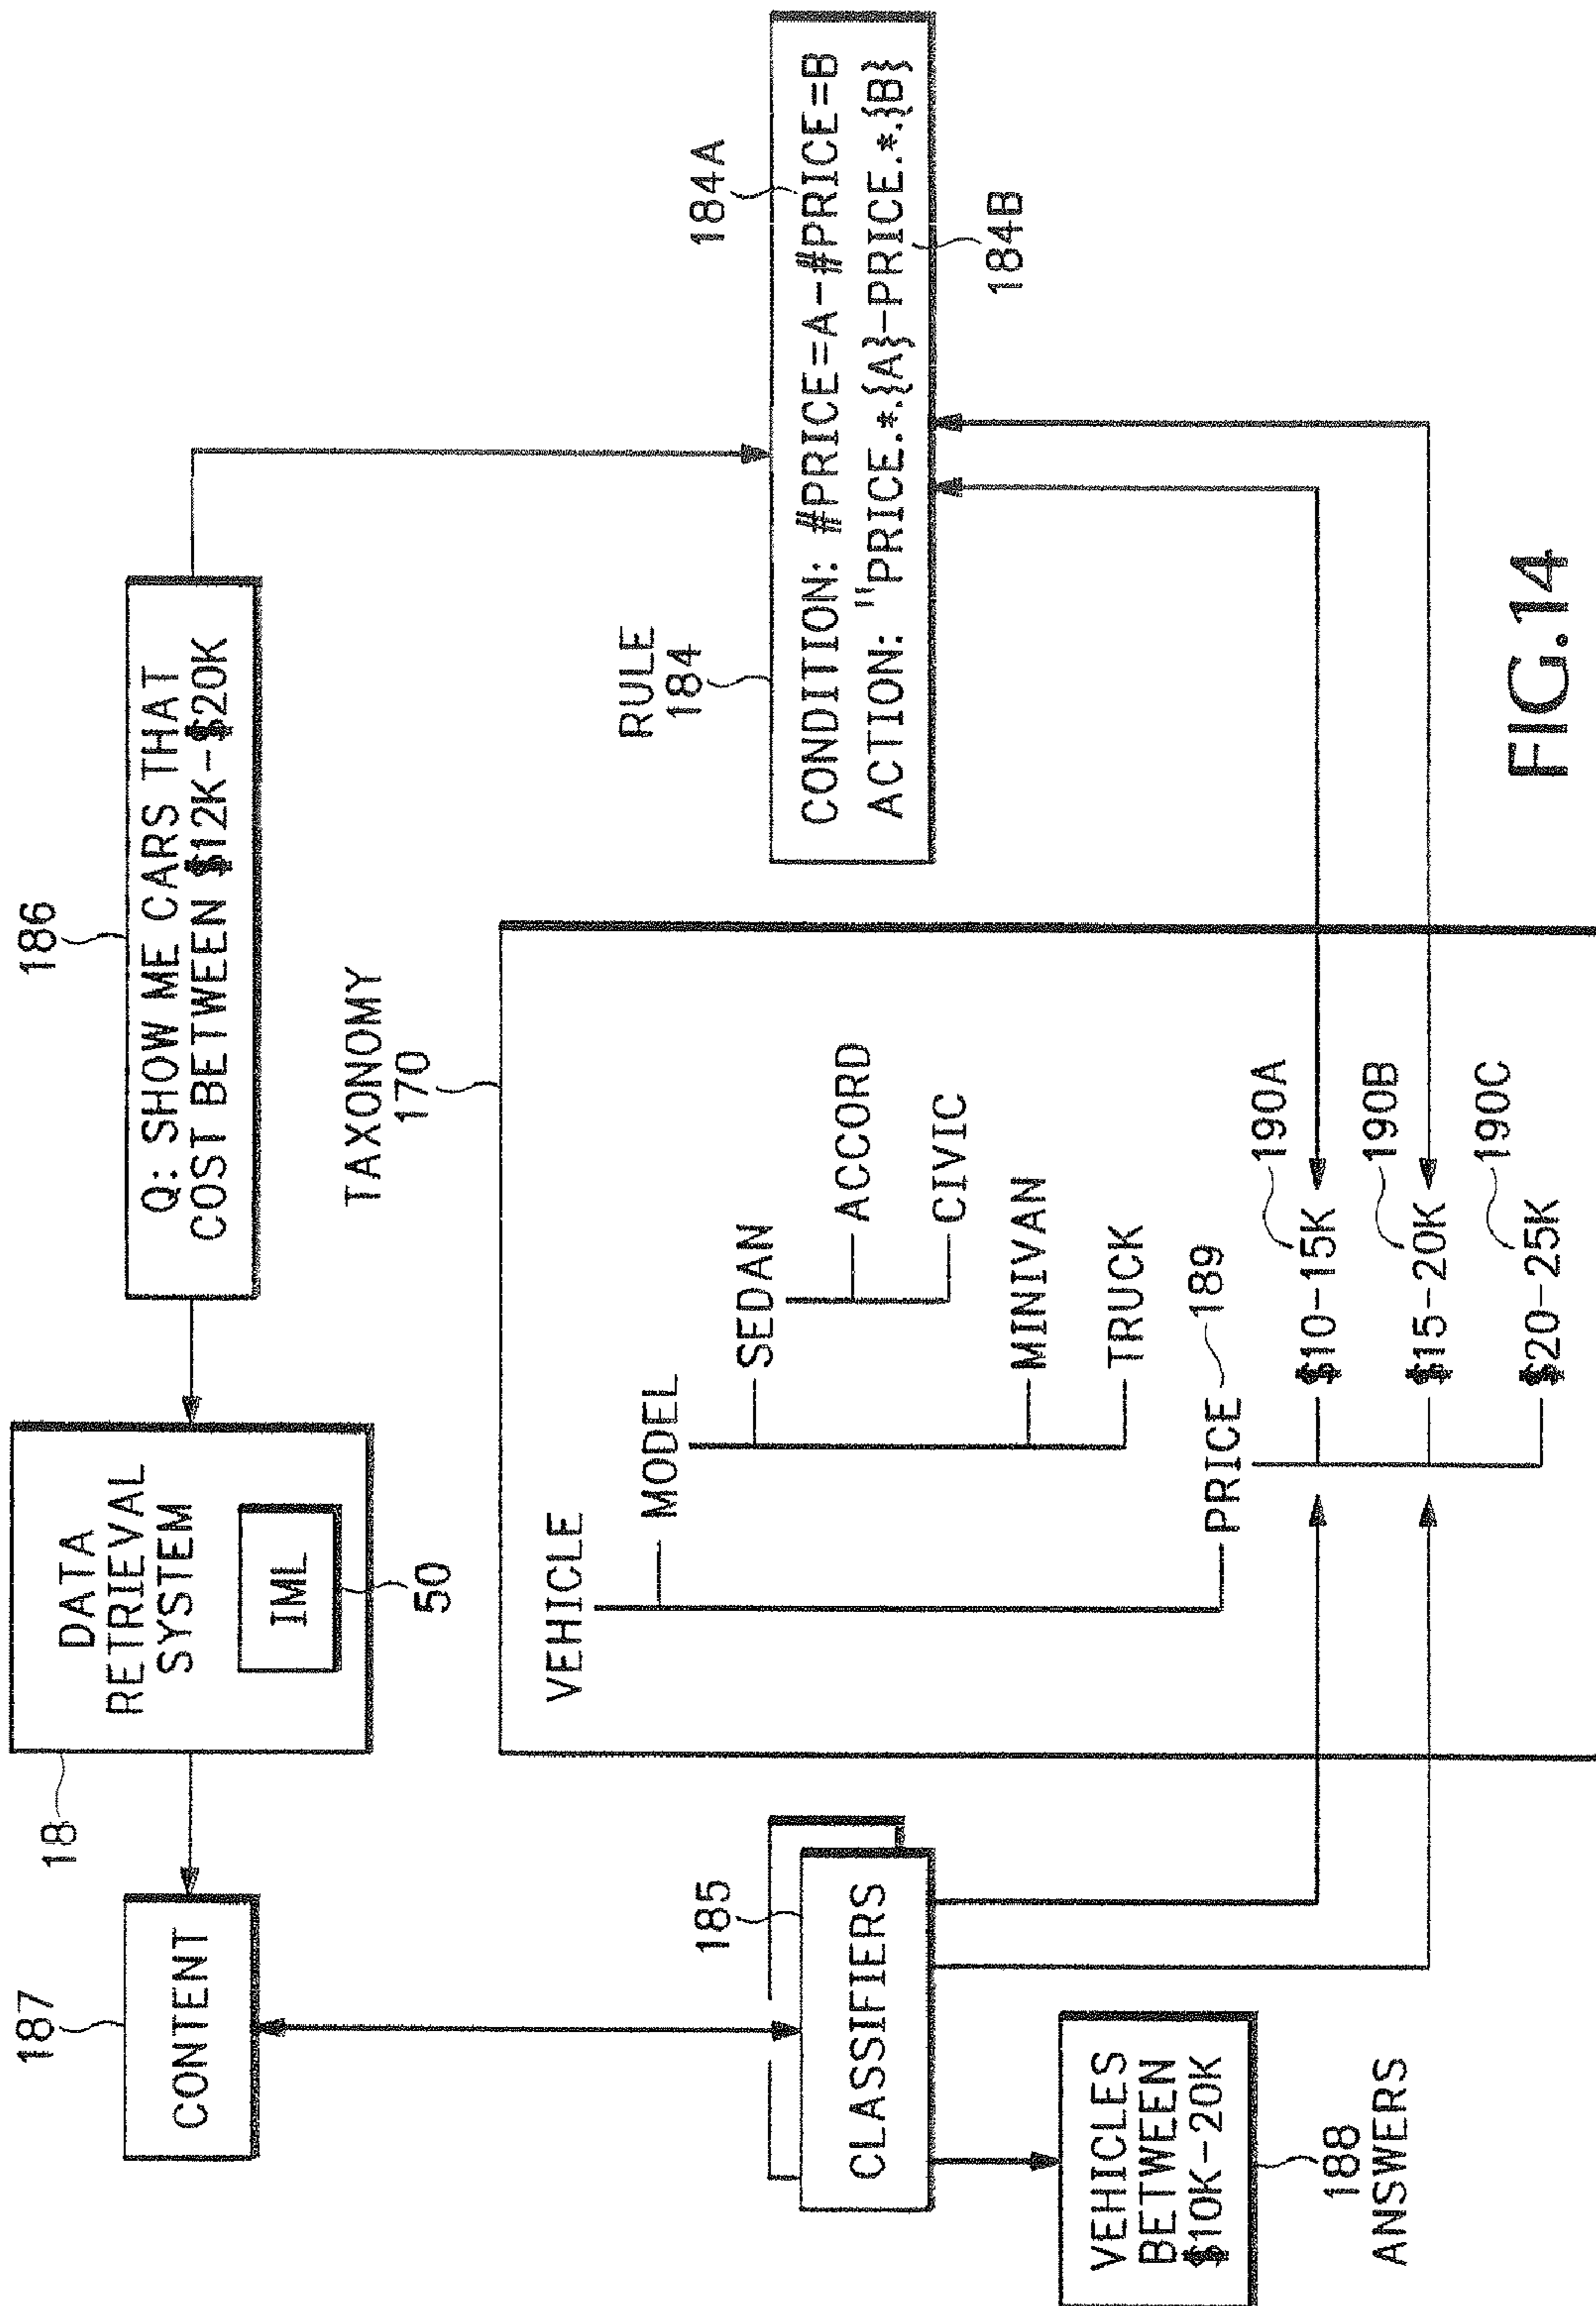 187
CONTENT
18
DATA
RETRIEVAL
SYSTEM
IML
50
186
Q: SHOW ME CARS THAT
COST BETWEEN $12K-$20K
TAXONOMY
170
VEHICLE
MODEL
SEDAN
ACCORD
CIVIC
MINIVAN
TRUCK
PRICE
189
$10-15K
190A
$15-20K
190B
$20-25K
190C
RULE
184
184A
CONDITION: #PRICE=A-#PRICE=B
ACTION: "PRICE.*.{A}-PRICE.*.{B}
184B
185
CLASSIFIERS
VEHICLES
BETWEEN
$10K-20K
188
ANSWERS
FIG.14